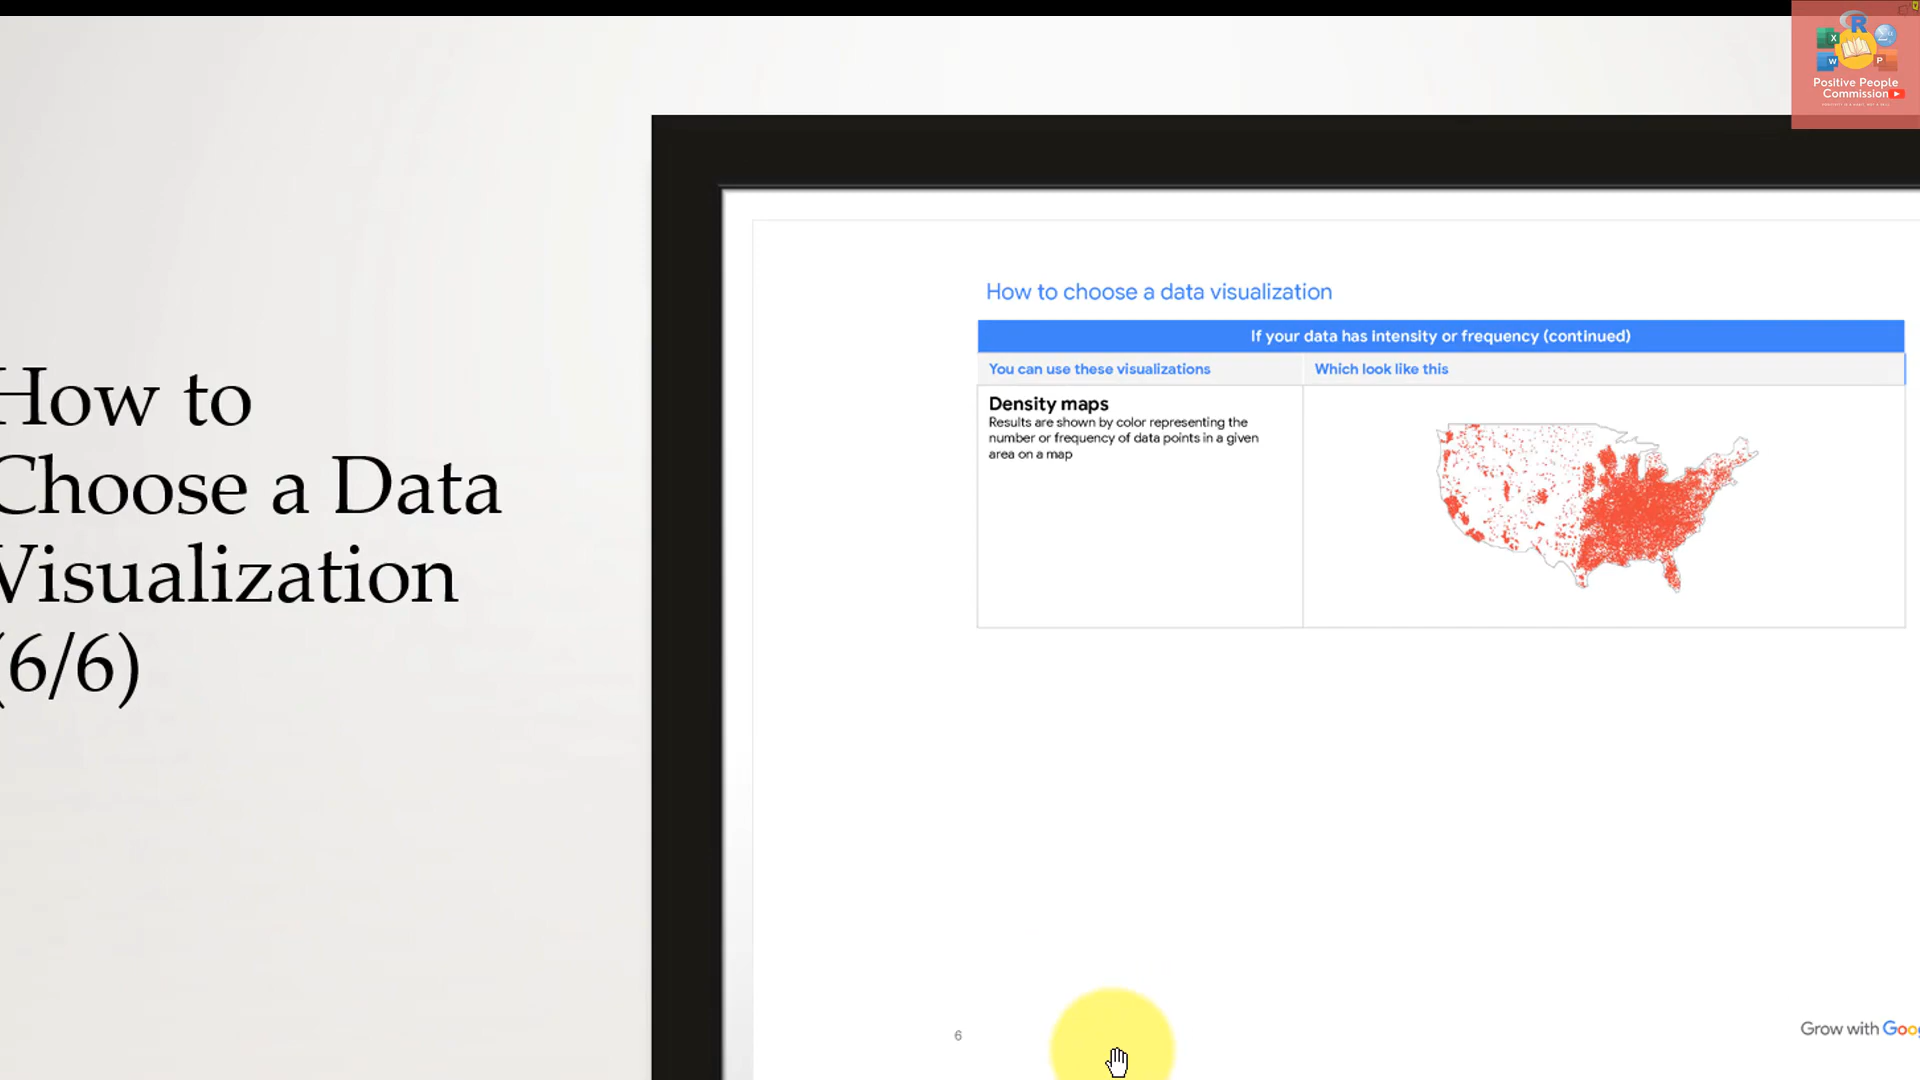 How to
Choose a Data
Visualization
(6/6)
How to choose a data visualization
If your data has intensity or frequency (continued)
You can use these visualizations
Which look like this
Density maps
Results are shown by color representing the
number or frequency of data points in a given
area on a map
6
Grow with Goog
R
X
W
P
Positive People
Commission